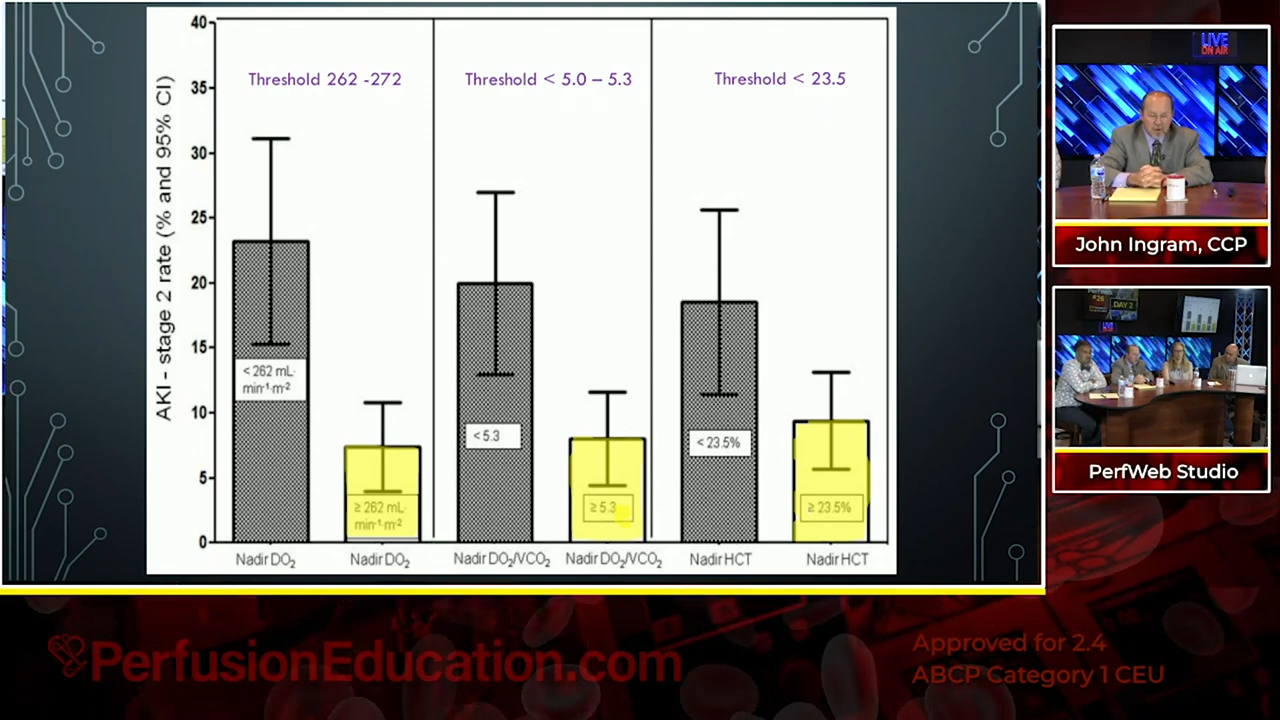 40
35
30
25
20
15
10
5
0
AKI - stage 2 rate (% and 95% CI)
Threshold 262 -272
Threshold < 5.0 – 5.3
Threshold < 23.5
< 262 mL·
min⁻¹·m⁻²
≥ 262 mL·
min⁻¹·m⁻²
< 5.3
≥ 5.3
< 23.5%
≥ 23.5%
Nadir DO₂
Nadir DO₂
Nadir DO₂/VCO₂
Nadir DO₂/VCO₂
Nadir HCT
Nadir HCT
LIVE
ON AIR
John Ingram, CCP
DAY 2
PerfWeb Studio
PerfusionEducation.com
Approved for 2.4
ABCP Category 1 CEU